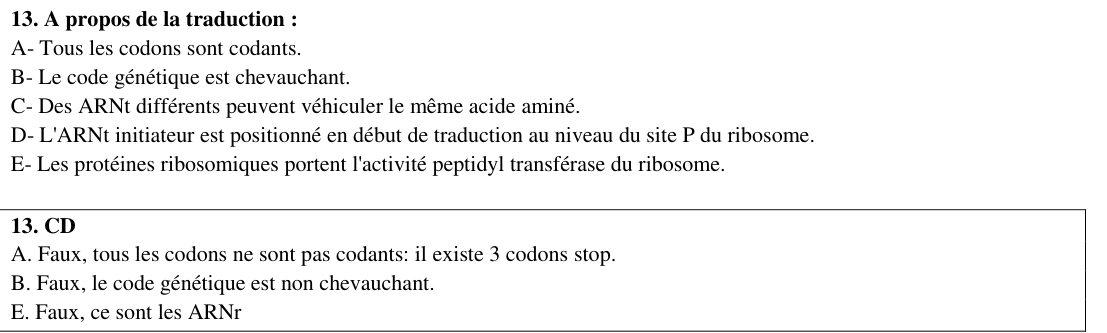 13. A propos de la traduction :
A- Tous les codons sont codants.
B- Le code génétique est chevauchant.
C- Des ARNt différents peuvent véhiculer le même acide aminé.
D- L'ARNt initiateur est positionné en début de traduction au niveau du site P du ribosome.
E- Les protéines ribosomiques portent l'activité peptidyl transférase du ribosome.
13. CD
A. Faux, tous les codons ne sont pas codants: il existe 3 codons stop.
B. Faux, le code génétique est non chevauchant.
E. Faux, ce sont les ARNr